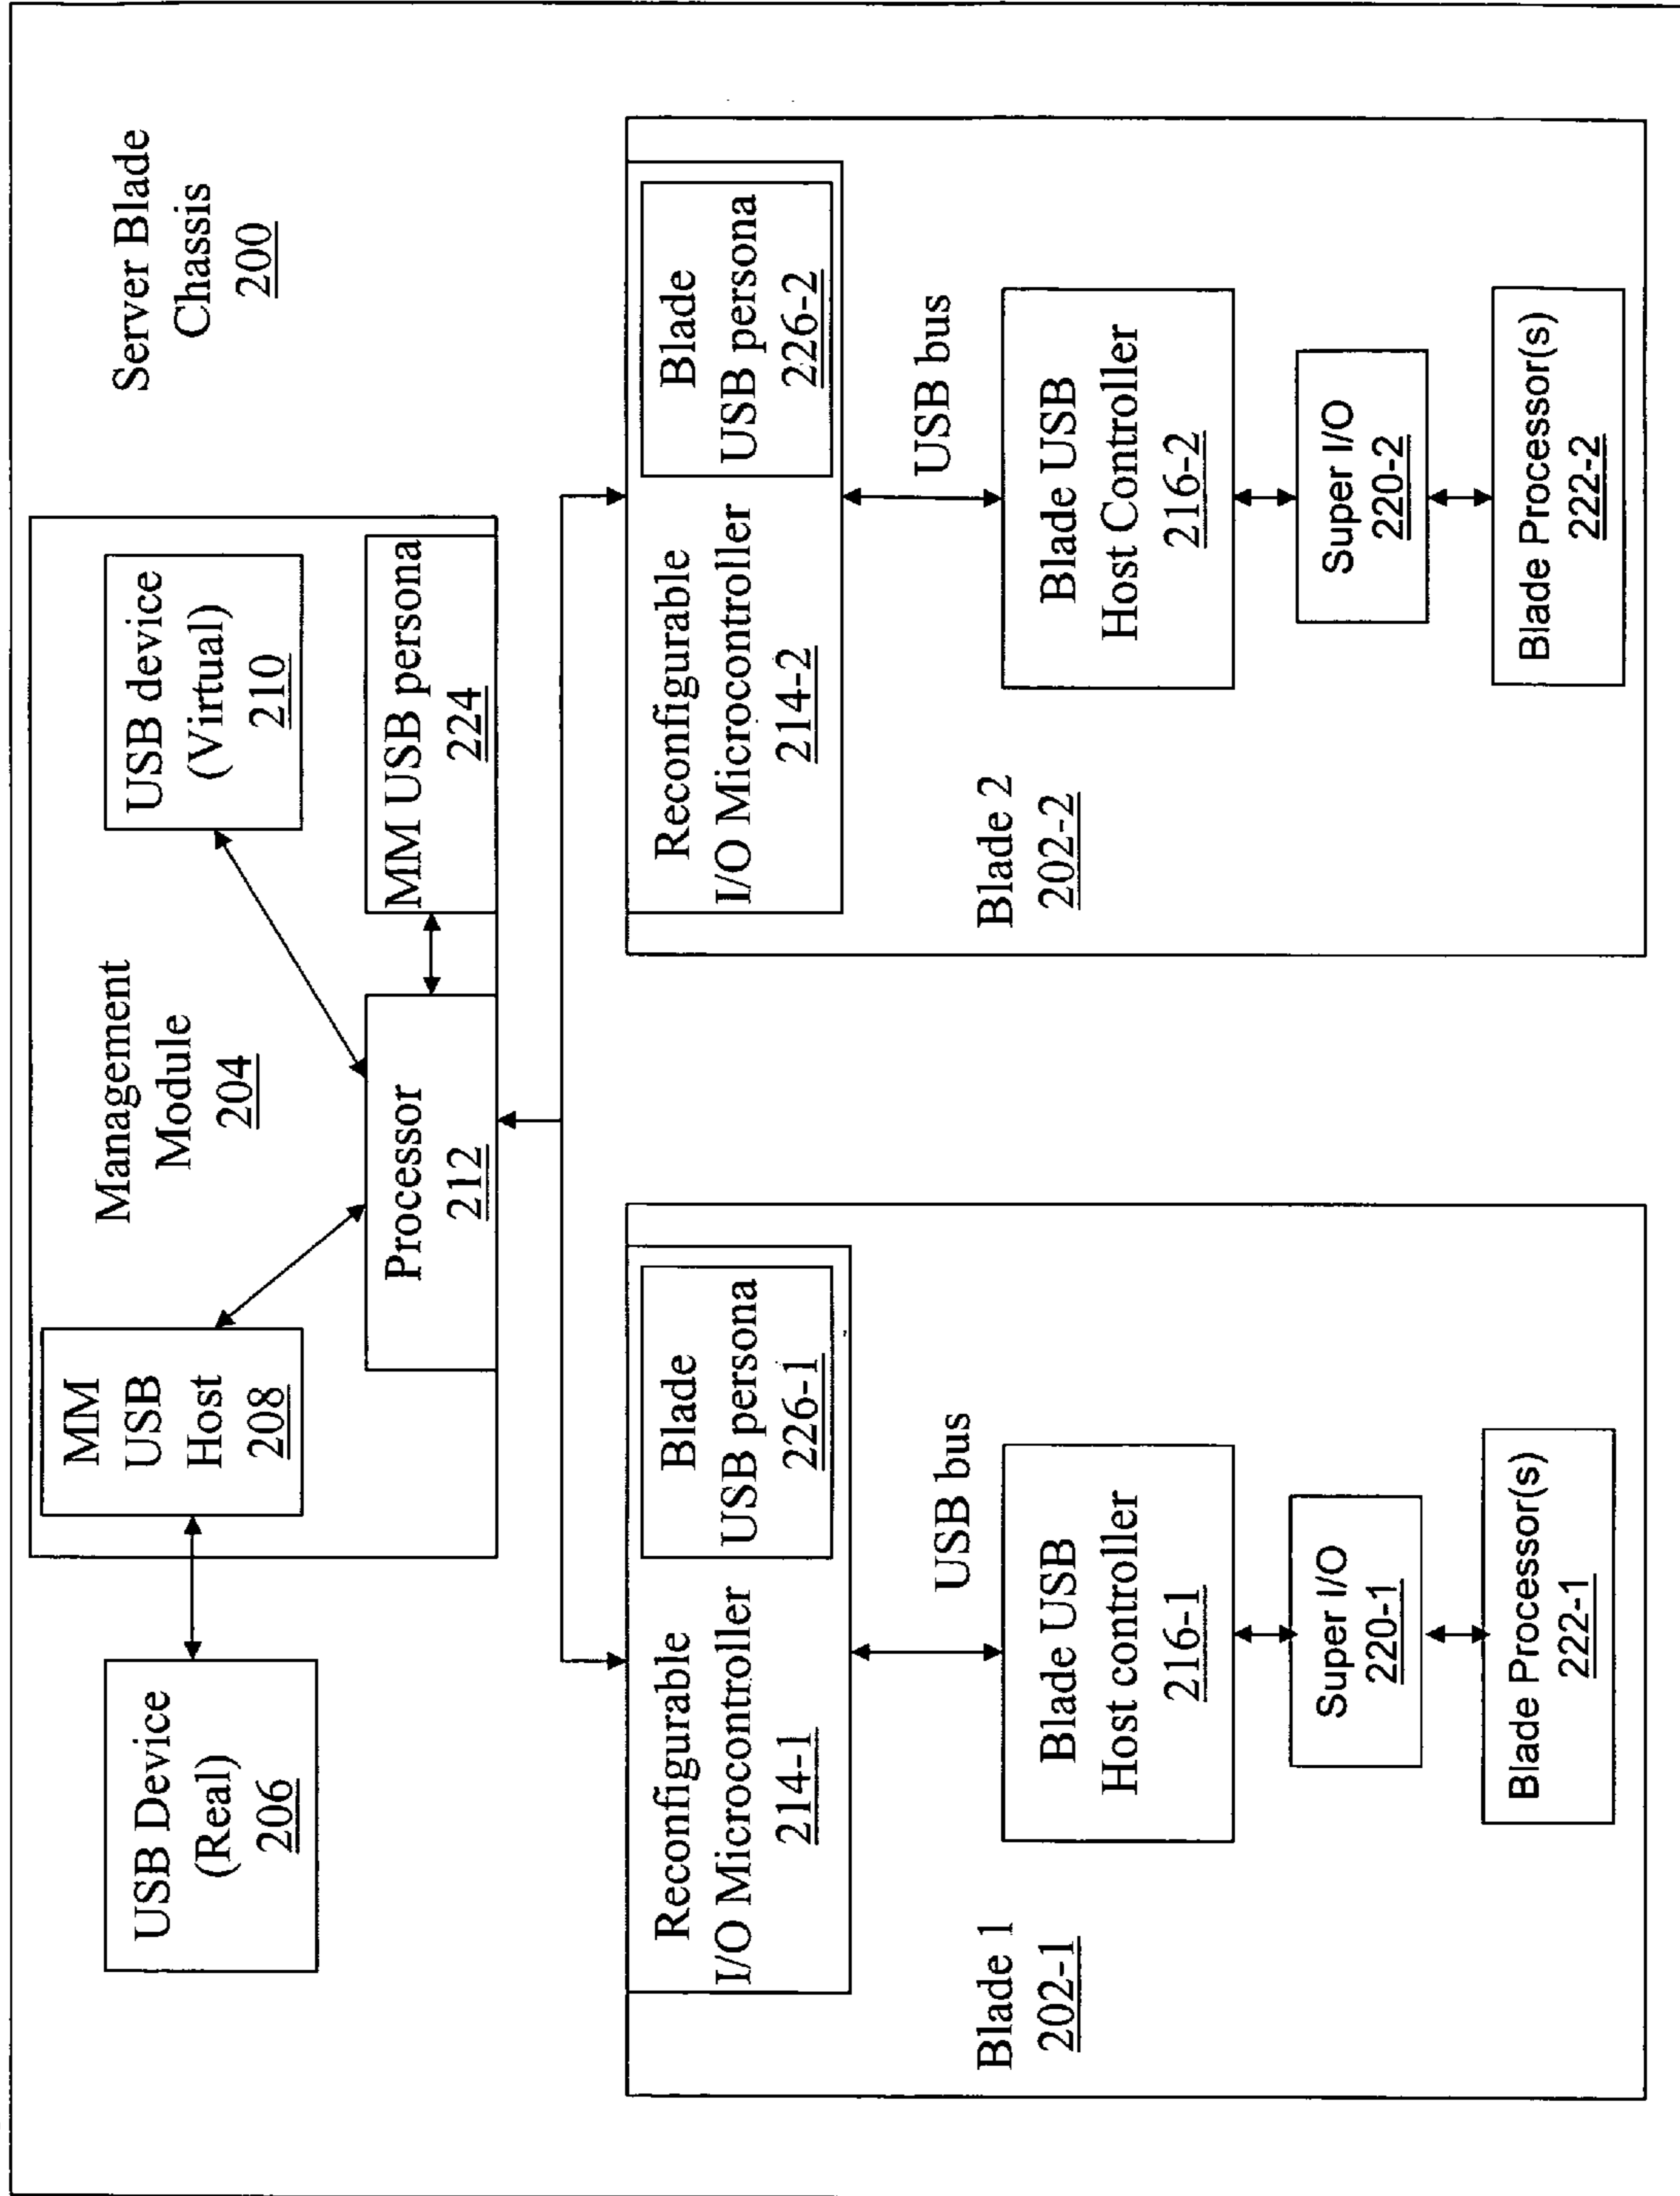 Server Blade
Chassis
200
USB Device
(Real)
206
MM
USB
Host
208
Management
Module
204
USB device
(Virtual)
210
Processor
212
MM USB persona
224
Reconfigurable
I/O Microcontroller
214-1
Blade
USB persona
226-1
USB bus
Blade 1
202-1
Blade USB
Host controller
216-1
Super I/O
220-1
Blade Processor(s)
222-1
Reconfigurable
I/O Microcontroller
214-2
Blade
USB persona
226-2
USB bus
Blade 2
202-2
Blade USB
Host Controller
216-2
Super I/O
220-2
Blade Processor(s)
222-2